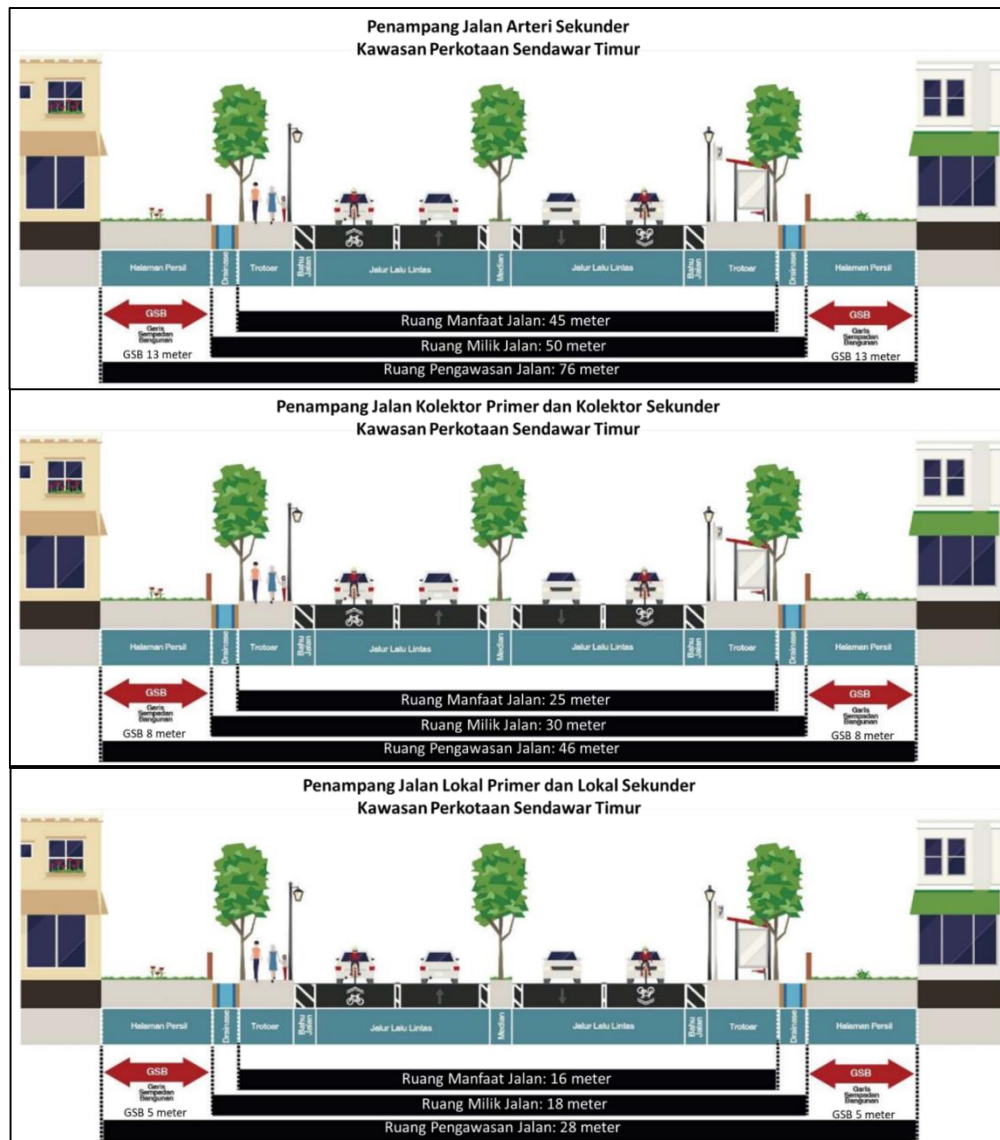 Penampang Jalan Arteri Sekunder
Kawasan Perkotaan Sendawar Timur
Halaman Persil
Drainase
Trotoar
Bahu Jalan
Jalur Lalu Lintas
Median
Jalur Lalu Lintas
Bahu Jalan
Trotoar
Drainase
Halaman Persil
GSB
Garis
Sempadan
Bangunan
GSB 13 meter
Ruang Manfaat Jalan: 45 meter
Ruang Milik Jalan: 50 meter
Ruang Pengawasan Jalan: 76 meter
GSB
Garis
Sempadan
Bangunan
GSB 13 meter
Penampang Jalan Kolektor Primer dan Kolektor Sekunder
Kawasan Perkotaan Sendawar Timur
Halaman Persil
Drainase
Trotoar
Bahu Jalan
Jalur Lalu Lintas
Median
Jalur Lalu Lintas
Bahu Jalan
Trotoar
Drainase
Halaman Persil
GSB
Garis
Sempadan
Bangunan
GSB 8 meter
Ruang Manfaat Jalan: 25 meter
Ruang Milik Jalan: 30 meter
Ruang Pengawasan Jalan: 46 meter
GSB
Garis
Sempadan
Bangunan
GSB 8 meter
Penampang Jalan Lokal Primer dan Lokal Sekunder
Kawasan Perkotaan Sendawar Timur
Halaman Persil
Drainase
Trotoar
Bahu Jalan
Jalur Lalu Lintas
Median
Jalur Lalu Lintas
Bahu Jalan
Trotoar
Drainase
Halaman Persil
GSB
Garis
Sempadan
Bangunan
GSB 5 meter
Ruang Manfaat Jalan: 16 meter
Ruang Milik Jalan: 18 meter
Ruang Pengawasan Jalan: 28 meter
GSB
Garis
Sempadan
Bangunan
GSB 5 meter